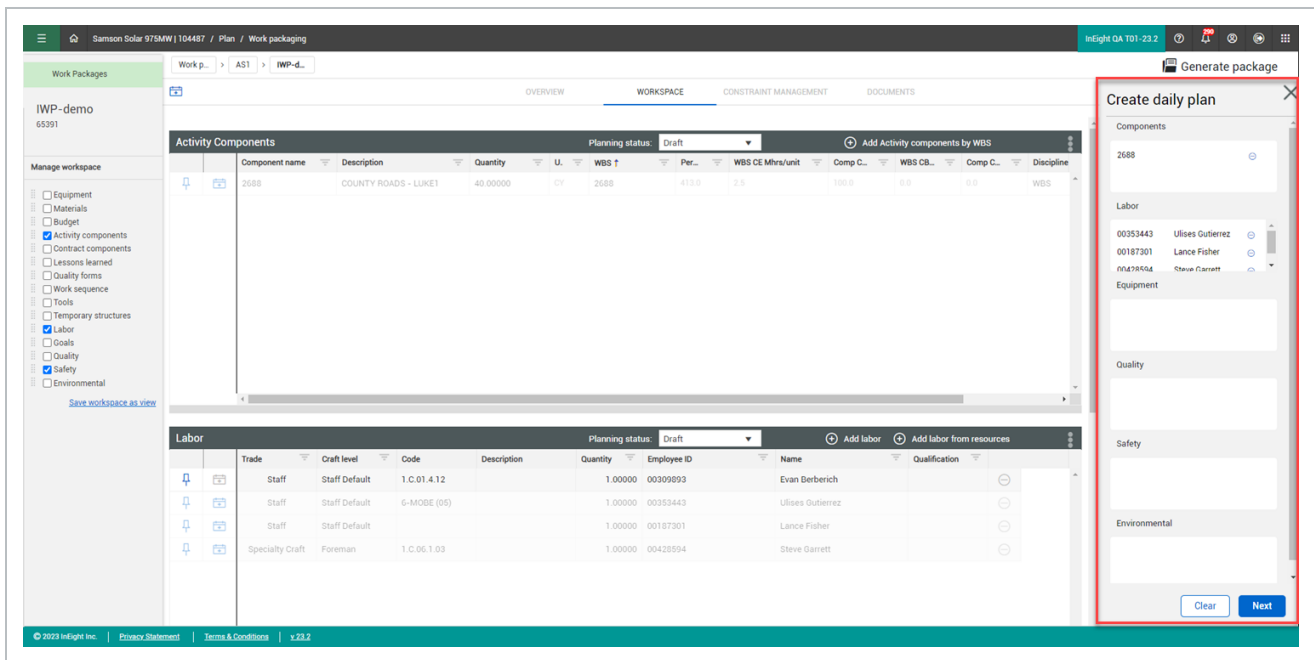 Samson Solar 975MW | 104487 / Plan / Work packaging
InEight QA T01-23.2
290
Work Packages
Work p... > AS1 > IWP-d...
Generate package
IWP-demo
65391
OVERVIEW WORKSPACE CONSTRAINT MANAGEMENT DOCUMENTS
Manage workspace
Equipment
Materials
Budget
Activity components
Contract components
Lessons learned
Quality forms
Work sequence
Tools
Temporary structures
Labor
Goals
Quality
Safety
Environmental
Save workspace as view
Activity Components Planning status: Draft Add Activity components by WBS
Component name Description Quantity U. WBS Per... WBS CE Mhrs/unit Comp C... WBS CB... Comp C... Discipline
2688 COUNTY ROADS - LUKE1 40.00000 CY 2688 413.0 2.9 100.0 0.0 0.0 WBS
Labor Planning status: Draft Add labor Add labor from resources
Trade Craft level Code Description Quantity Employee ID Name Qualification
Staff Staff Default 1.C.01.4.12 1.00000 00309893 Evan Berberich
Staff Staff Default G-MOBE (05) 1.00000 00353443 Ulises Gutierrez
Staff Staff Default 1.00000 00187301 Lance Fisher
Specialty Craft Foreman 1.C.06.1.03 1.00000 00428594 Steve Garrett
Create daily plan
Components
2688
Labor
00353443 Ulises Gutierrez
00187301 Lance Fisher
00428594 Steve Garrett
Equipment
Quality
Safety
Environmental
Clear Next
© 2023 InEight Inc. | Privacy Statement | Terms & Conditions | v 23.2